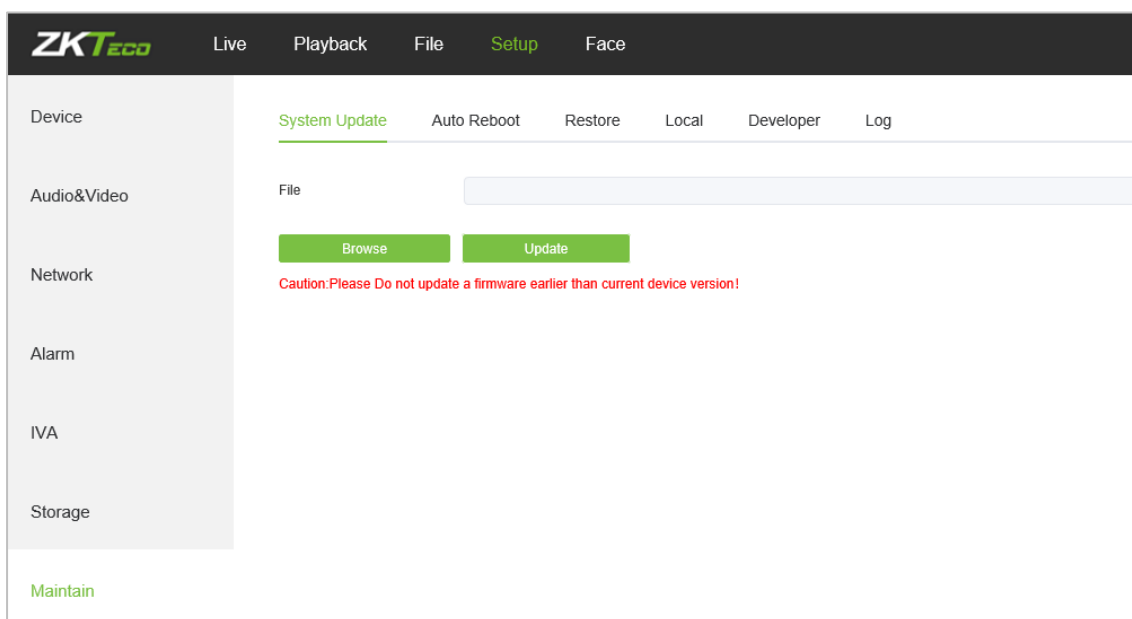 ZKTeco Live Playback File Setup Face
Device
System Update Auto Reboot Restore Local Developer Log
Audio&Video
File
Browse Update
Network
Caution:Please Do not update a firmware earlier than current device version!
Alarm
IVA
Storage
Maintain